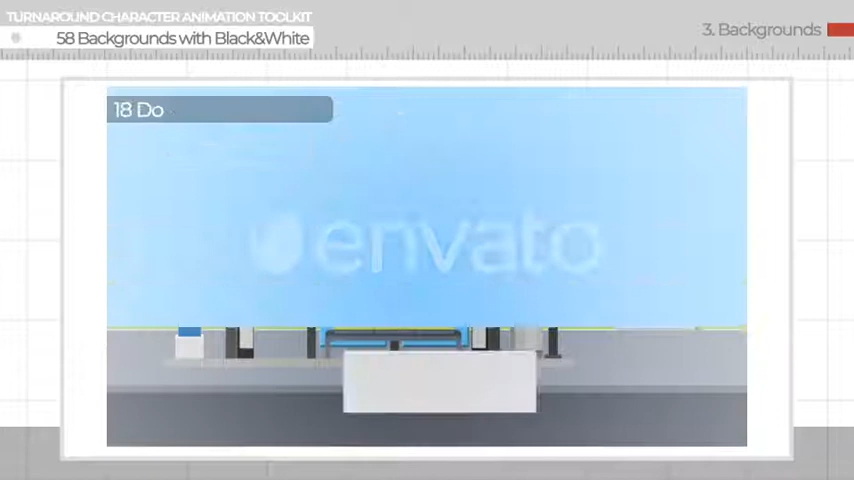 TURNAROUND CHARACTER ANIMATION TOOLKIT
58 Backgrounds with Black&White
3. Backgrounds
18 Do
envato